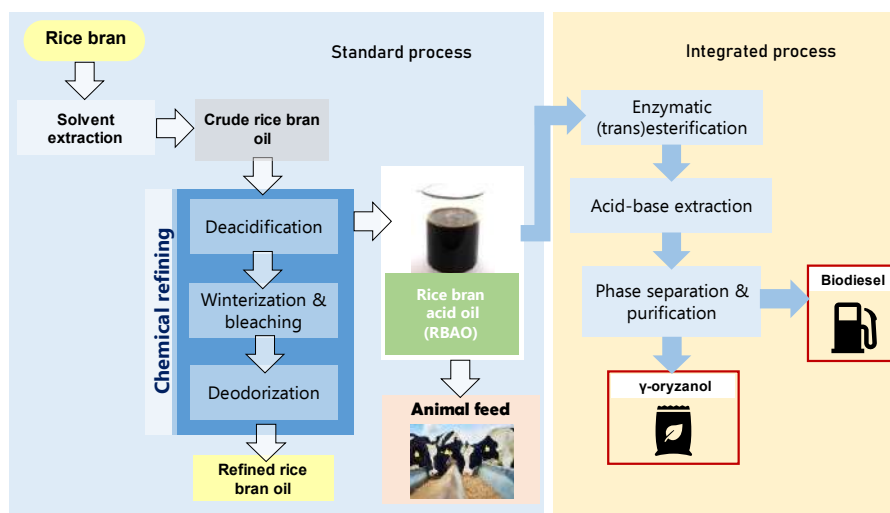 Rice bran
Standard process
Integrated process
Solvent
extraction
Crude rice bran
oil
Enzymatic
(trans)esterification
Chemical refining
Deacidification
Acid-base extraction
Winterization &
bleaching
Rice bran
acid oil
(RBAO)
Phase separation &
purification
Biodiesel
Deodorization
γ-oryzanol
Animal feed
Refined rice
bran oil